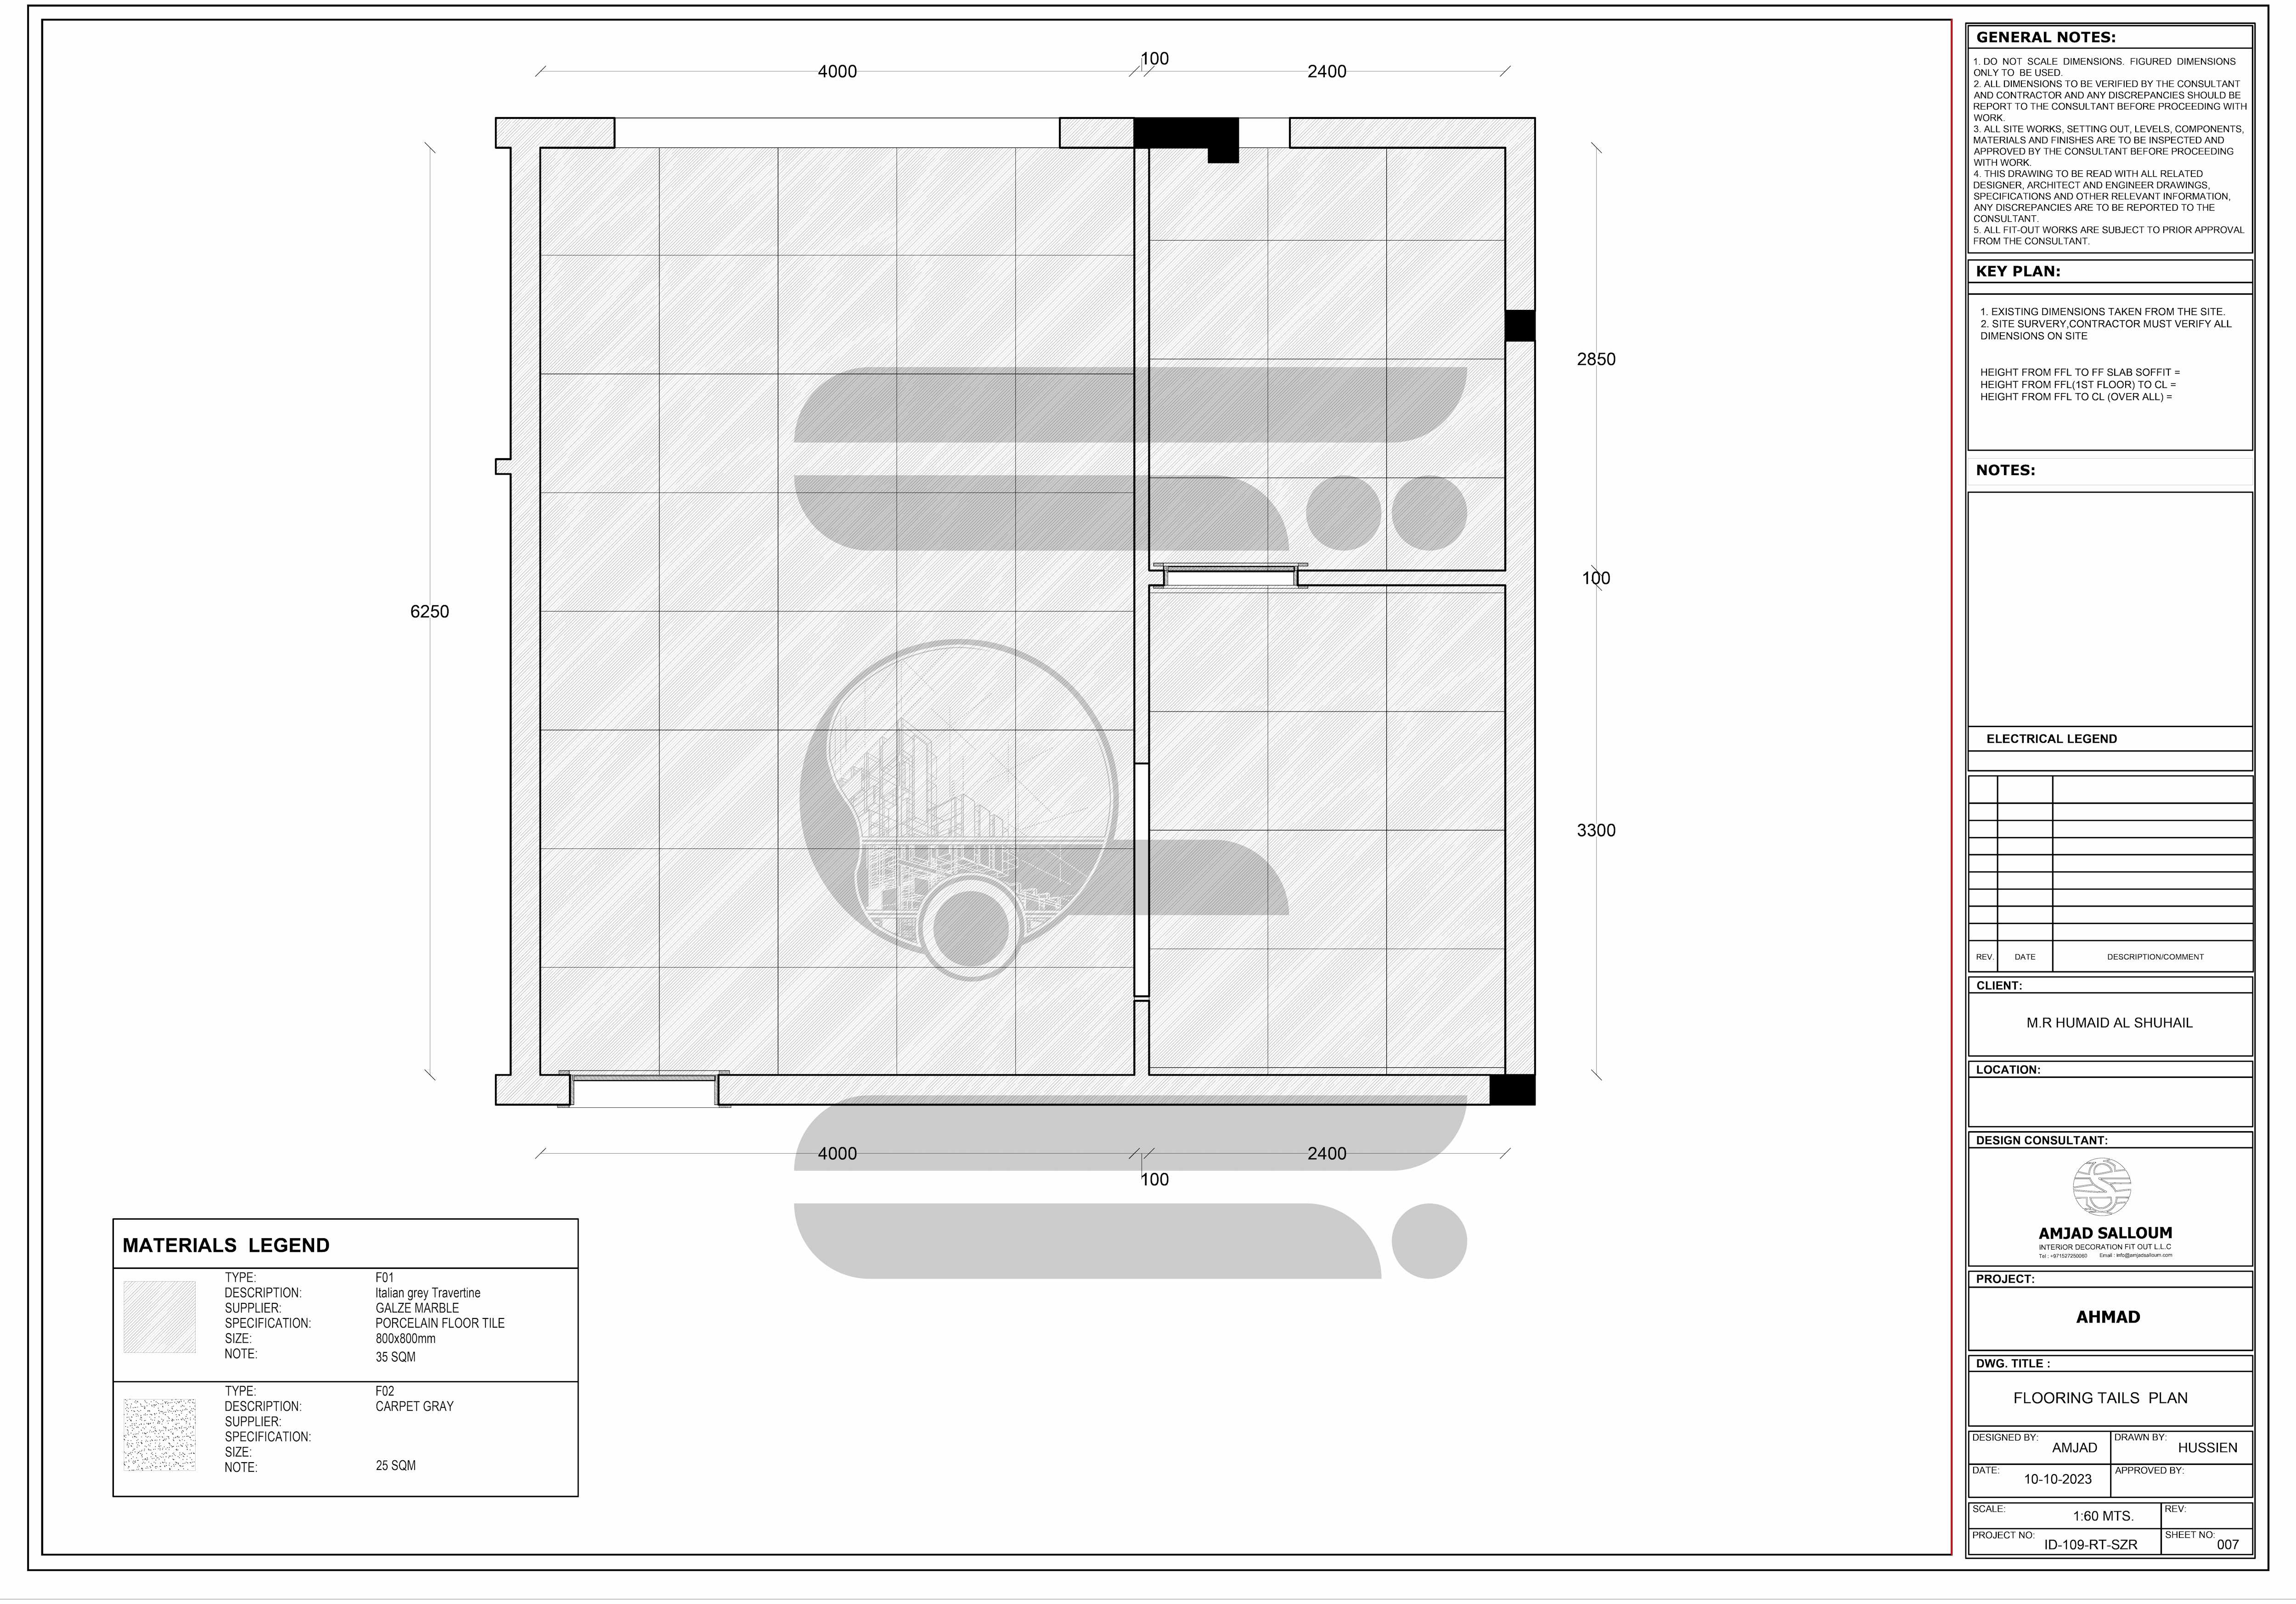 4000
100
2400
2850
100
6250
3300
4000
2400
100
MATERIALS LEGEND
TYPE: F01
DESCRIPTION: Italian grey Travertine
SUPPLIER: GALZE MARBLE
SPECIFICATION: PORCELAIN FLOOR TILE
SIZE: 800x800mm
NOTE: 35 SQM
TYPE: F02
DESCRIPTION: CARPET GRAY
SUPPLIER:
SPECIFICATION:
SIZE:
NOTE: 25 SQM
GENERAL NOTES:
1. DO NOT SCALE DIMENSIONS. FIGURED DIMENSIONS
ONLY TO BE USED.
2. ALL DIMENSIONS TO BE VERIFIED BY THE CONSULTANT
AND CONTRACTOR AND ANY DISCREPANCIES SHOULD BE
REPORT TO THE CONSULTANT BEFORE PROCEEDING WITH
WORK.
3. ALL SITE WORKS, SETTING OUT, LEVELS, COMPONENTS,
MATERIALS AND FINISHES ARE TO BE INSPECTED AND
APPROVED BY THE CONSULTANT BEFORE PROCEEDING
WITH WORK.
4. THIS DRAWING TO BE READ WITH ALL RELATED
DESIGNER, ARCHITECT AND ENGINEER DRAWINGS,
SPECIFICATIONS AND OTHER RELEVANT INFORMATION,
ANY DISCREPANCIES ARE TO BE REPORTED TO THE
CONSULTANT.
5. ALL FIT-OUT WORKS ARE SUBJECT TO PRIOR APPROVAL
FROM THE CONSULTANT.
KEY PLAN:
1. EXISTING DIMENSIONS TAKEN FROM THE SITE.
2. SITE SURVERY,CONTRACTOR MUST VERIFY ALL
DIMENSIONS ON SITE
HEIGHT FROM FFL TO FF SLAB SOFFIT =
HEIGHT FROM FFL(1ST FLOOR) TO CL =
HEIGHT FROM FFL TO CL (OVER ALL) =
NOTES:
ELECTRICAL LEGEND
REV. DATE DESCRIPTION/COMMENT
CLIENT:
M.R HUMAID AL SHUHAIL
LOCATION:
DESIGN CONSULTANT:
AMJAD SALLOUM
INTERIOR DECORATION FIT OUT L.L.C
Tel : +971527250060 Email : info@amjadsalloum.com
PROJECT:
AHMAD
DWG. TITLE :
FLOORING TAILS PLAN
DESIGNED BY: AMJAD DRAWN BY: HUSSIEN
DATE: 10-10-2023 APPROVED BY:
SCALE: 1:60 MTS. REV:
PROJECT NO: ID-109-RT-SZR SHEET NO: 007